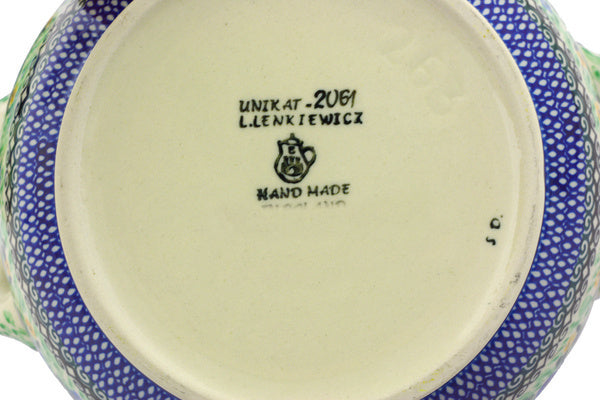 UNIKAT-2061
L.LENKIEWICZ
HAND MADE
S D.